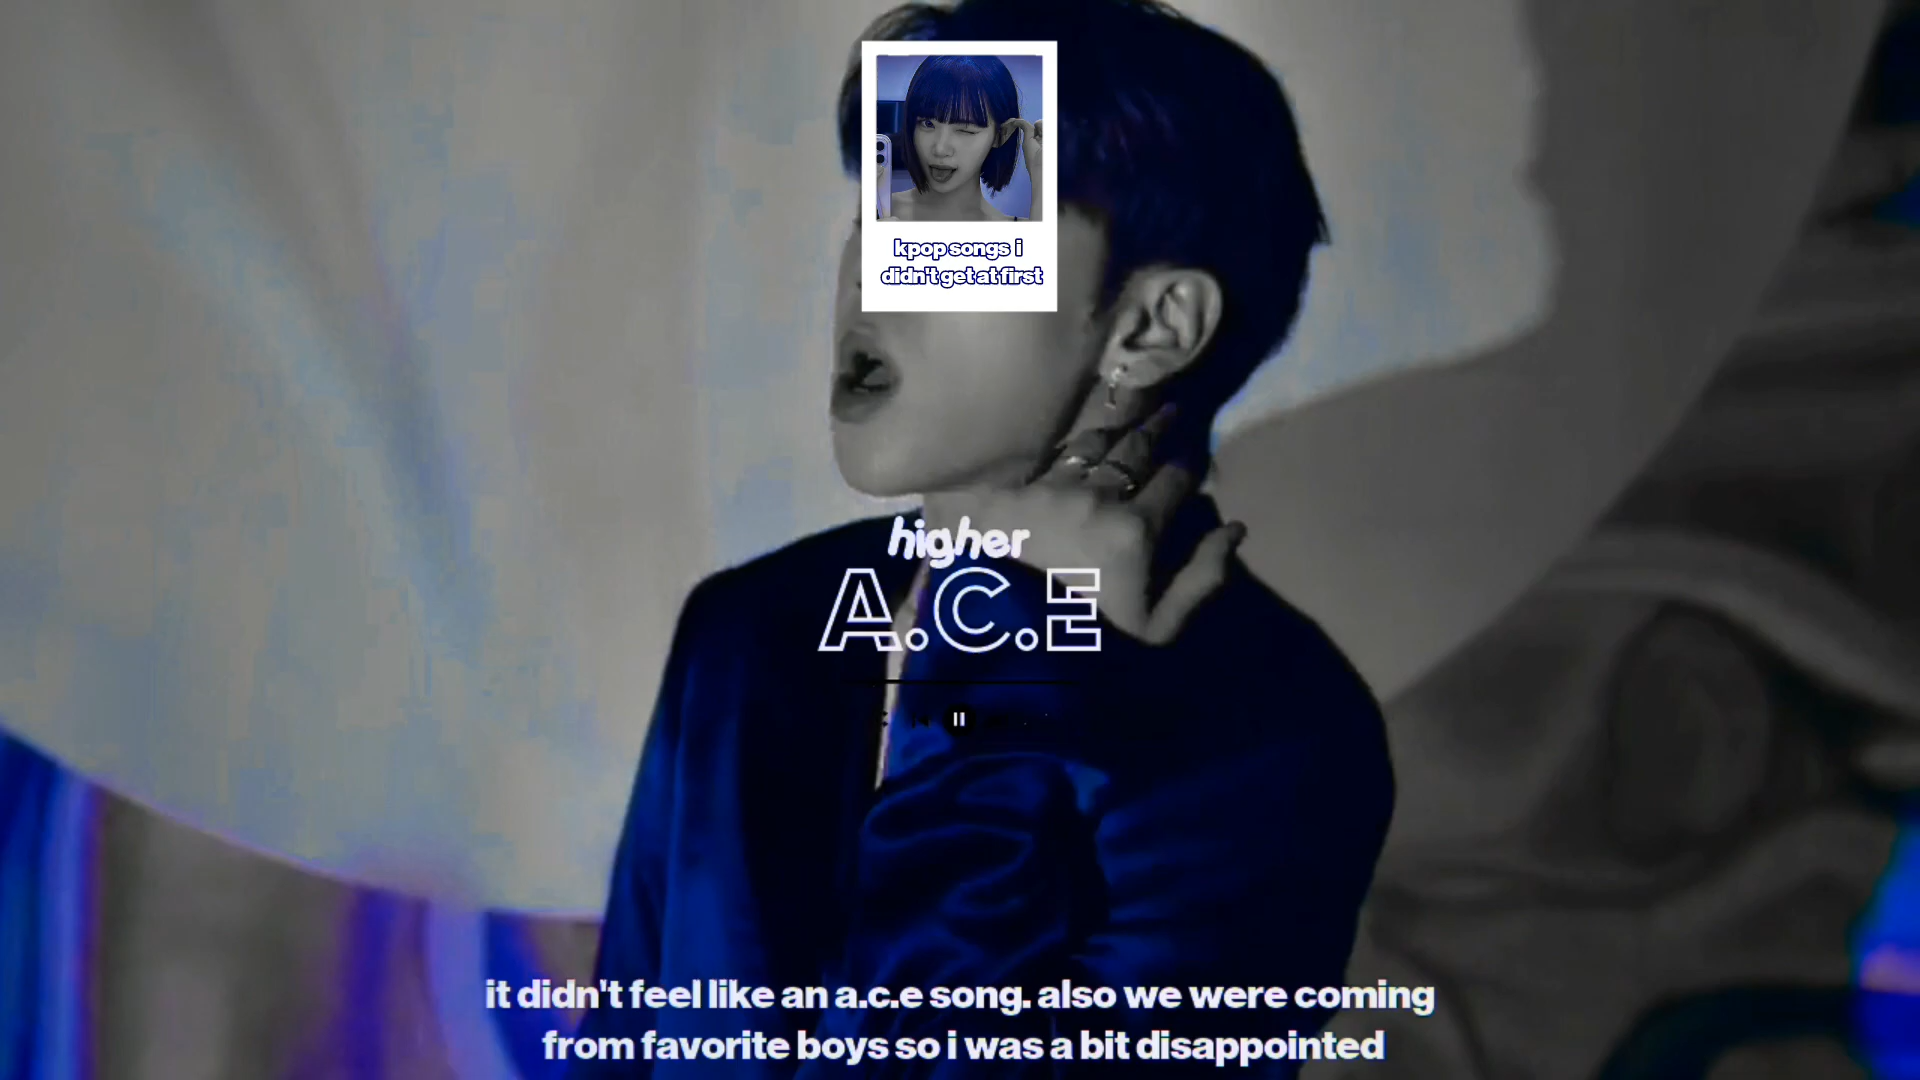 kpop songs i
didn't get at first
higher
A.C.E
it didn't feel like an a.c.e song. also we were coming
from favorite boys so i was a bit disappointed